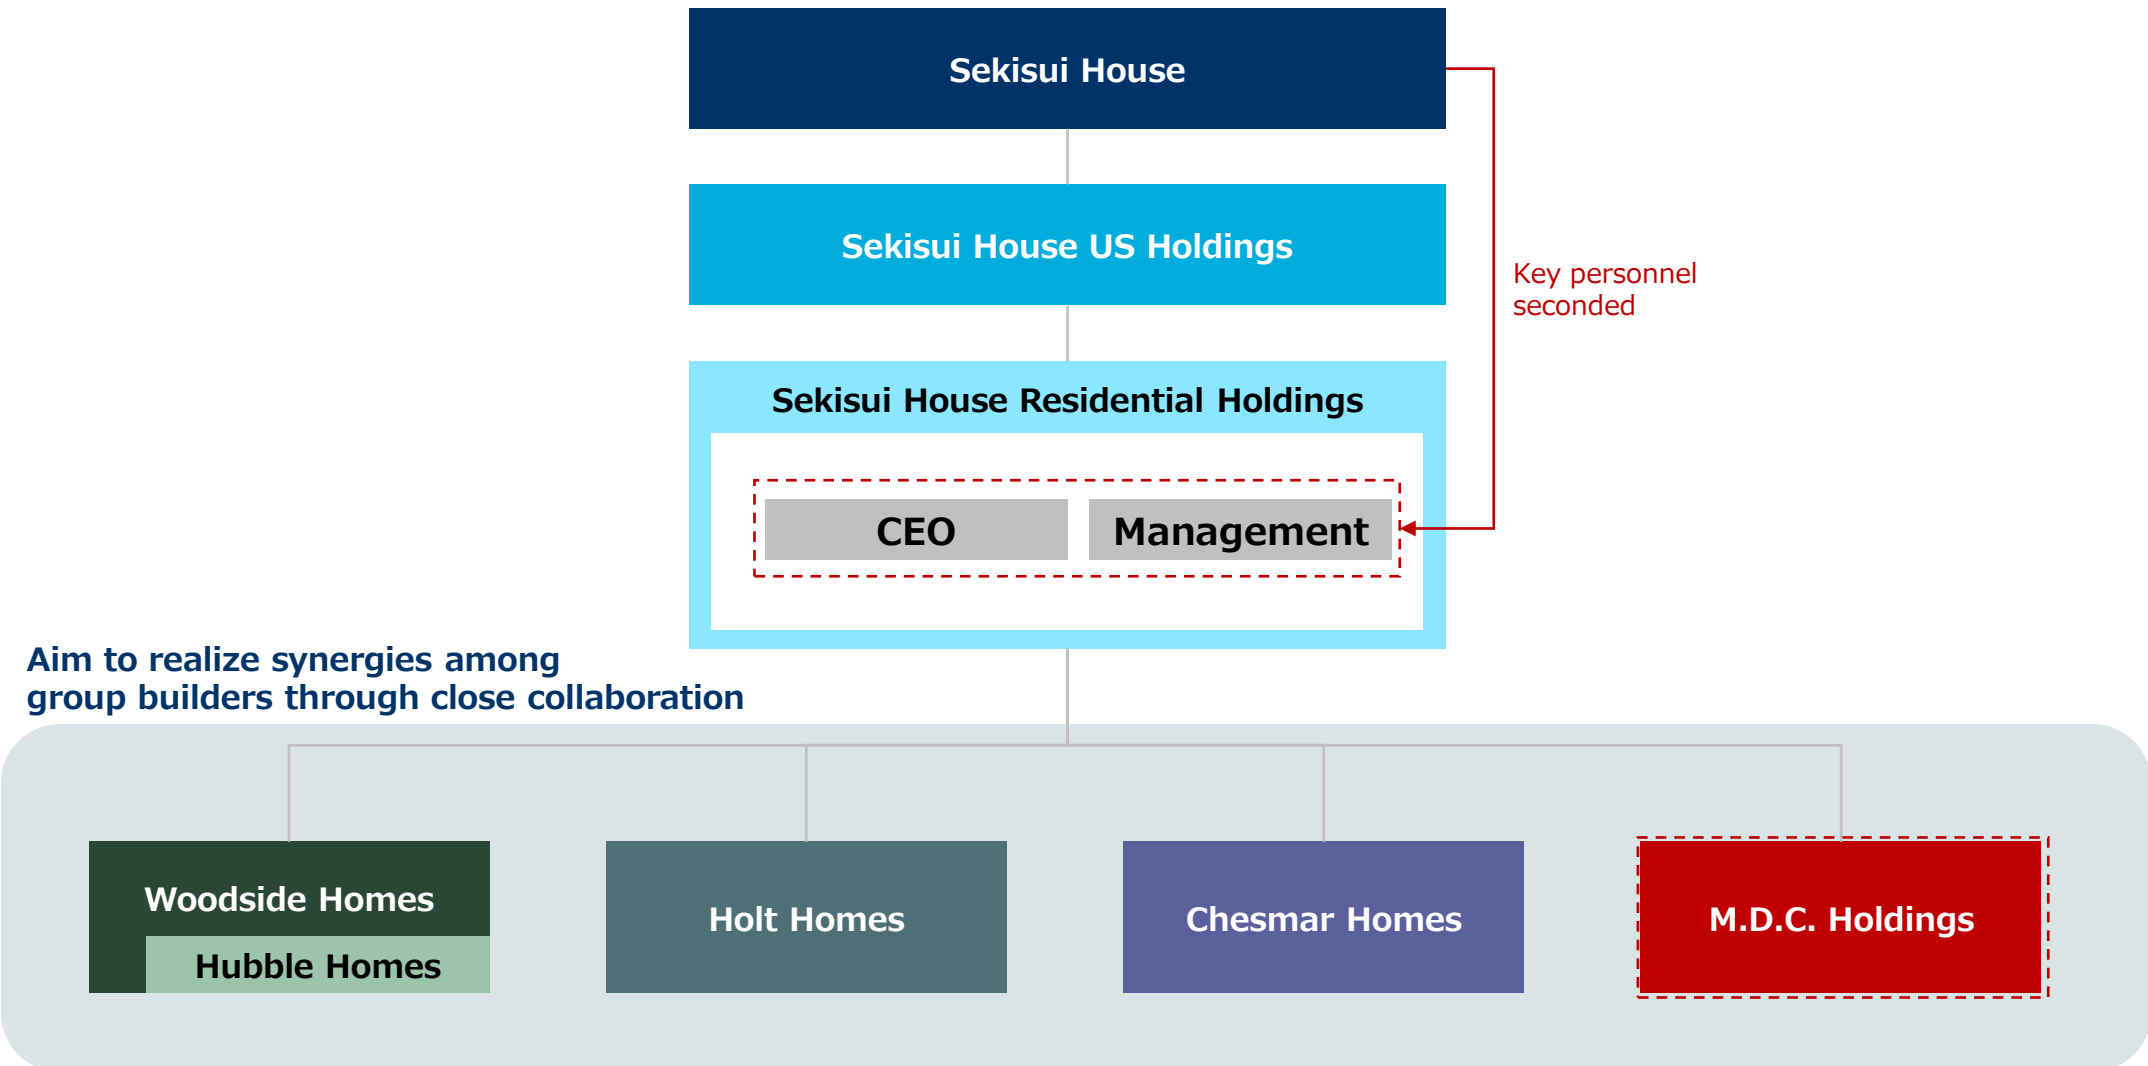 Sekisui House
Sekisui House US Holdings
Key personnel
seconded
Sekisui House Residential Holdings
CEO
Management
Aim to realize synergies among
group builders through close collaboration
Woodside Homes
Hubble Homes
Holt Homes
Chesmar Homes
M.D.C. Holdings